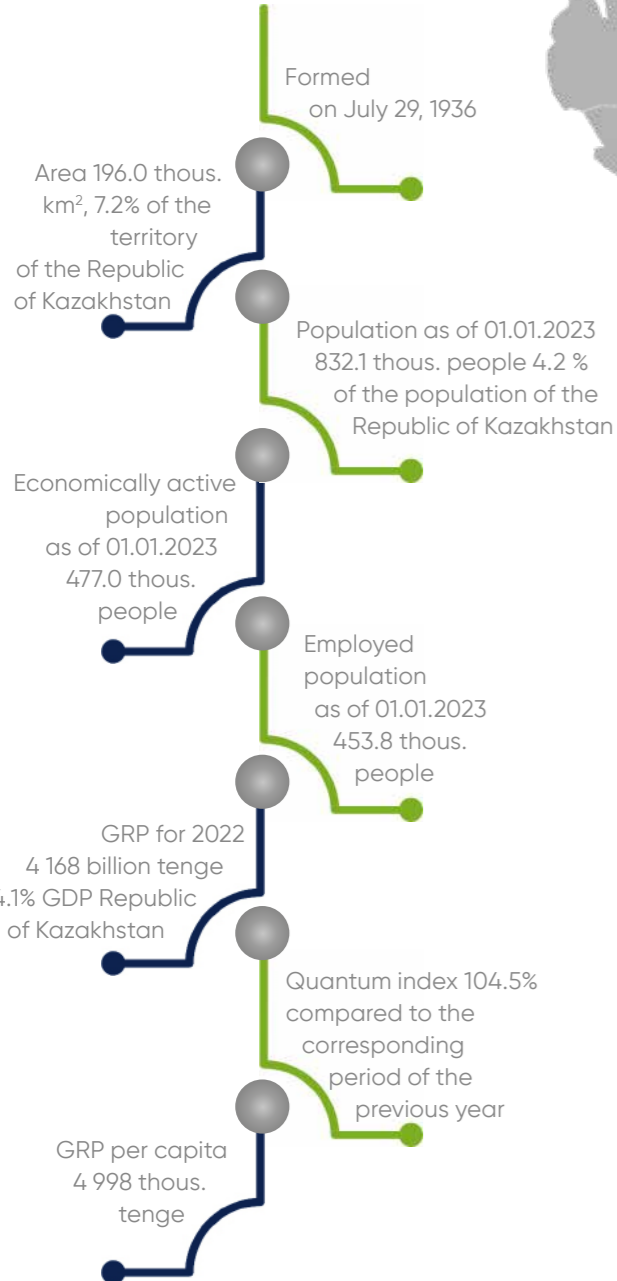 Formed
on July 29, 1936
Area 196.0 thous.
km², 7.2% of the
territory
of the Republic
of Kazakhstan
Population as of 01.01.2023
832.1 thous. people 4.2 %
of the population of the
Republic of Kazakhstan
Economically active
population
as of 01.01.2023
477.0 thous.
people
Employed
population
as of 01.01.2023
453.8 thous.
people
GRP for 2022
4 168 billion tenge
4.1% GDP Republic
of Kazakhstan
Quantum index 104.5%
compared to the
corresponding
period of the
previous year
GRP per capita
4 998 thous.
tenge